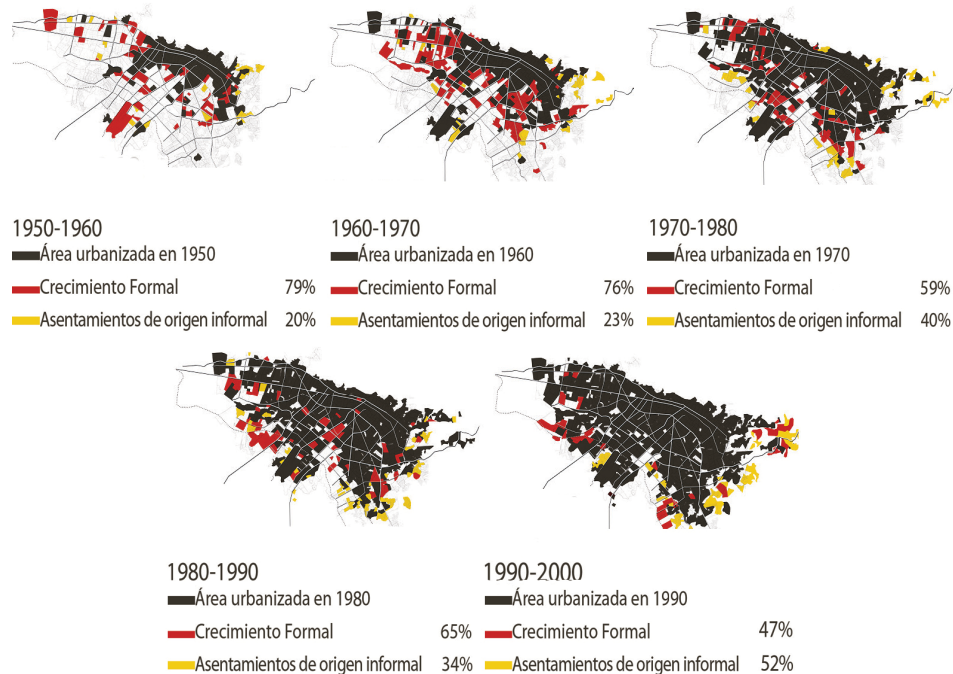 1950-1960
Área urbanizada en 1950
Crecimiento Formal 79%
Asentamientos de origen informal 20%
1960-1970
Área urbanizada en 1960
Crecimiento Formal 76%
Asentamientos de origen informal 23%
1970-1980
Área urbanizada en 1970
Crecimiento Formal 59%
Asentamientos de origen informal 40%
1980-1990
Área urbanizada en 1980
Crecimiento Formal 65%
Asentamientos de origen informal 34%
1990-2000
Área urbanizada en 1990
Crecimiento Formal 47%
Asentamientos de origen informal 52%